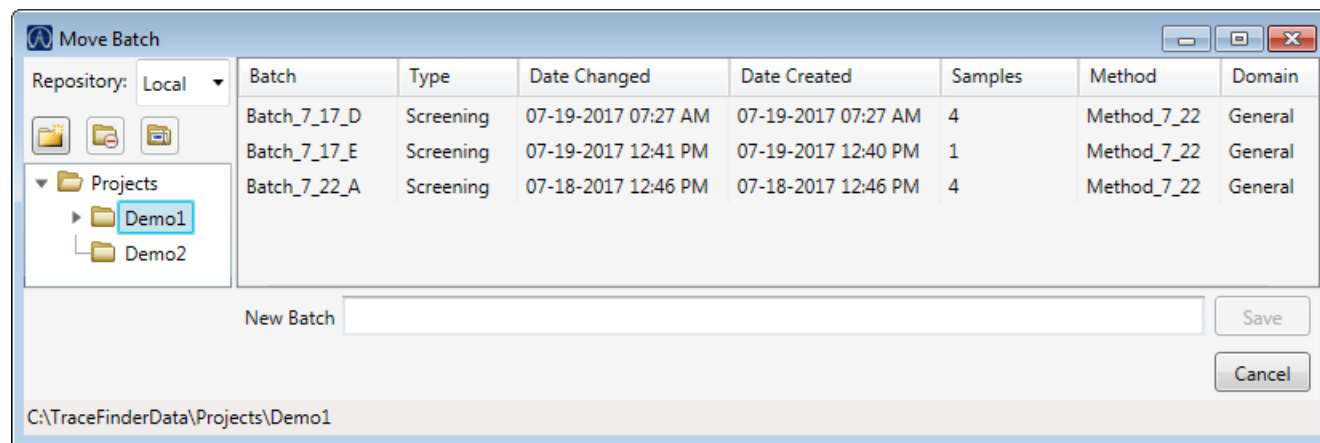 Move Batch
Repository: Local
Batch Type Date Changed Date Created Samples Method Domain
Batch_7_17_D Screening 07-19-2017 07:27 AM 07-19-2017 07:27 AM 4 Method_7_22 General
Batch_7_17_E Screening 07-19-2017 12:41 PM 07-19-2017 12:40 PM 1 Method_7_22 General
Batch_7_22_A Screening 07-18-2017 12:46 PM 07-18-2017 12:46 PM 4 Method_7_22 General
Projects
Demo1
Demo2
New Batch
Save
Cancel
C:\TraceFinderData\Projects\Demo1